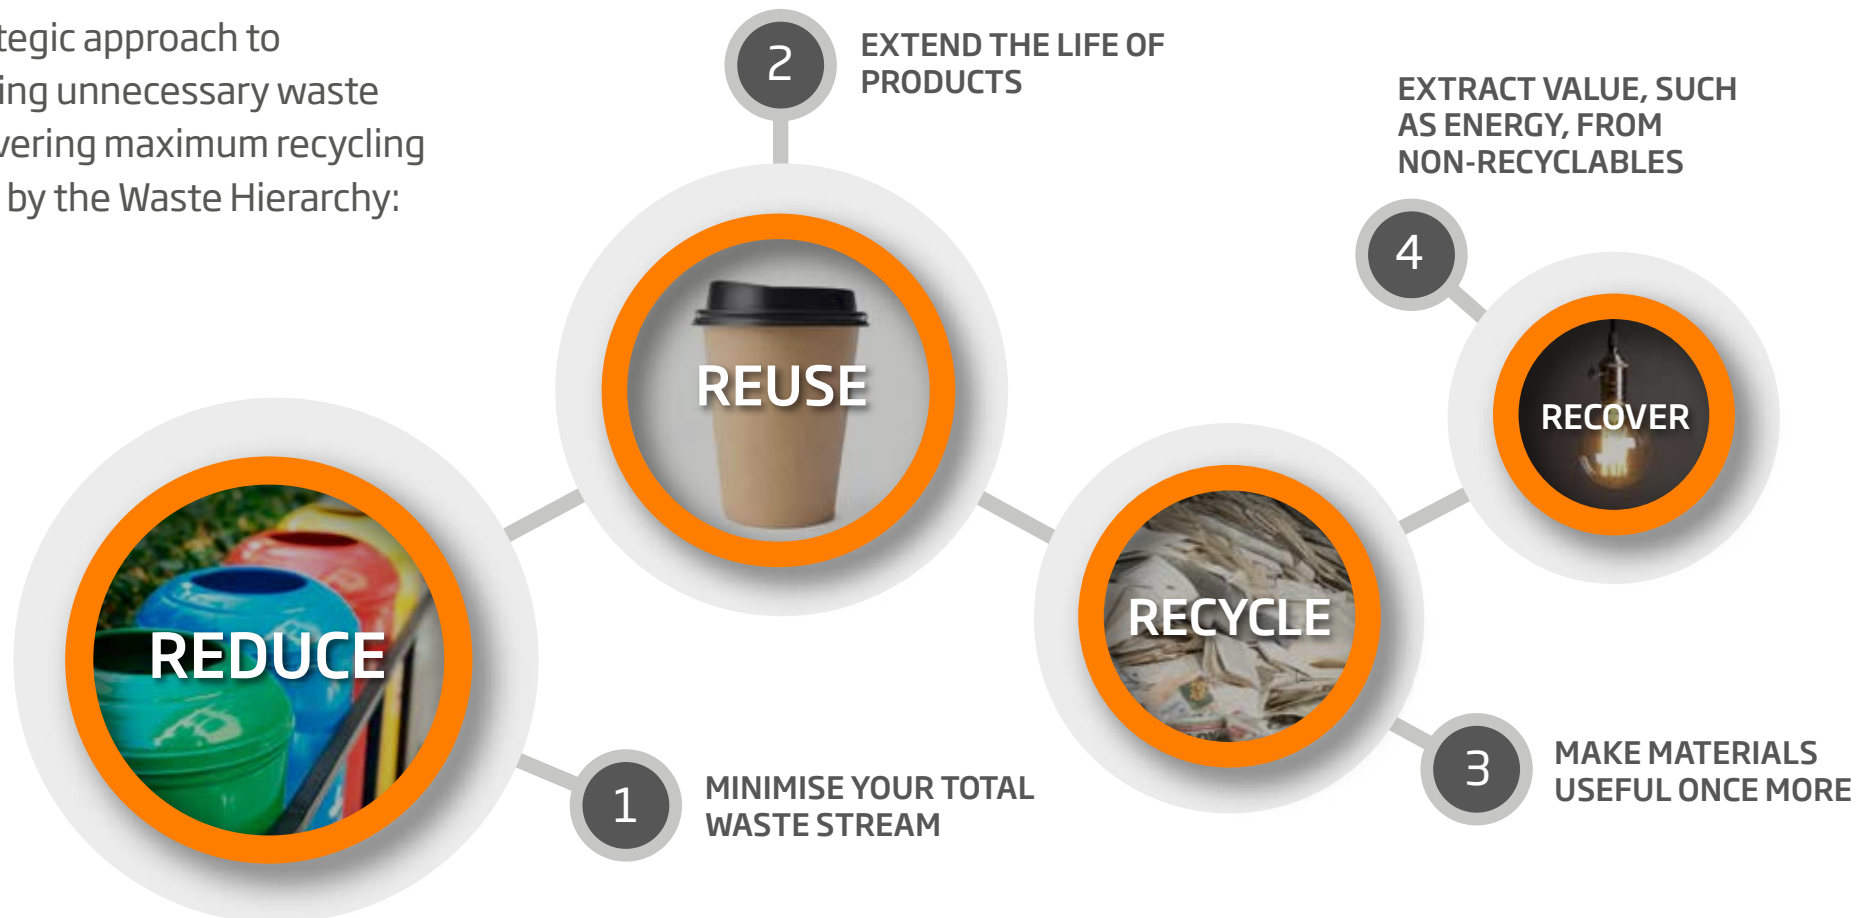 tegic approach to
ing unnecessary waste
vering maximum recycling
by the Waste Hierarchy:
2
EXTEND THE LIFE OF
PRODUCTS
EXTRACT VALUE, SUCH
AS ENERGY, FROM
NON-RECYCLABLES
4
REUSE
RECOVER
REDUCE
RECYCLE
1
MINIMISE YOUR TOTAL
WASTE STREAM
3
MAKE MATERIALS
USEFUL ONCE MORE